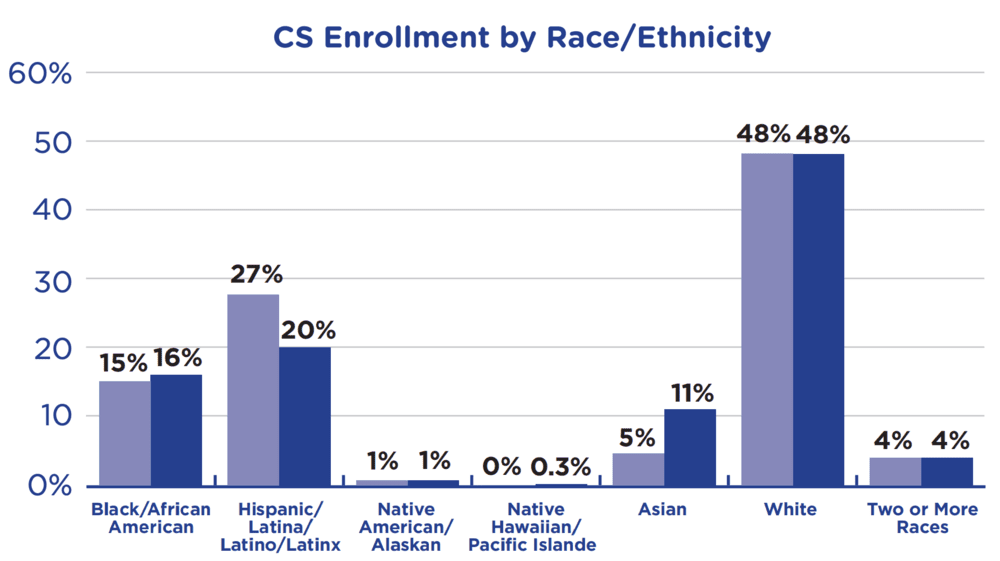 CS Enrollment by Race/Ethnicity
60%
50
40
30
20
10
0%
15% 16%
27%
20%
1% 1%
0% 0.3%
5%
11%
48% 48%
4% 4%
Black/African
American
Hispanic/
Latina/
Latino/Latinx
Native
American/
Alaskan
Native
Hawaiian/
Pacific Islande
Asian
White
Two or More
Races